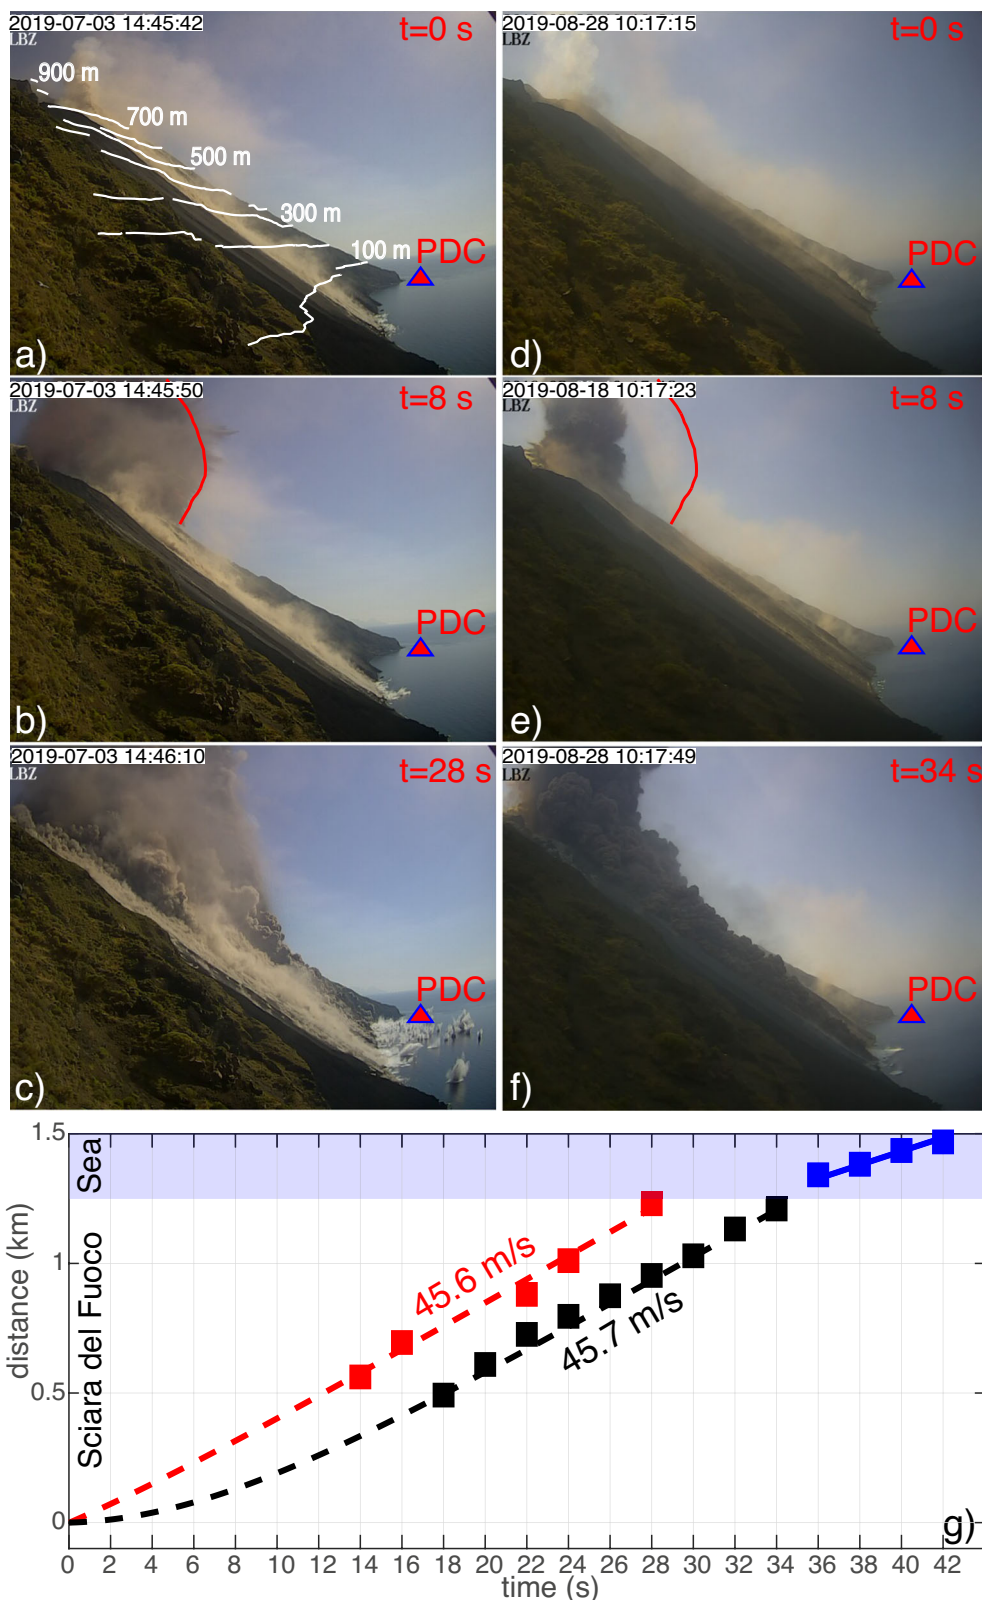 2019-07-03 14:45:42
LBZ
t=0 s
900 m
700 m
500 m
300 m
100 m
PDC
a)
2019-08-28 10:17:15
LBZ
t=0 s
PDC
d)
2019-07-03 14:45:50
LBZ
t=8 s
PDC
b)
2019-08-18 10:17:23
LBZ
t=8 s
PDC
e)
2019-07-03 14:46:10
LBZ
t=28 s
PDC
c)
2019-08-28 10:17:49
LBZ
t=34 s
PDC
f)
1.5
1
0.5
0
distance (km)
Sea
Sciara del Fuoco
45.6 m/s
45.7 m/s
g)
0 2 4 6 8 10 12 14 16 18 20 22 24 26 28 30 32 34 36 38 40 42
time (s)